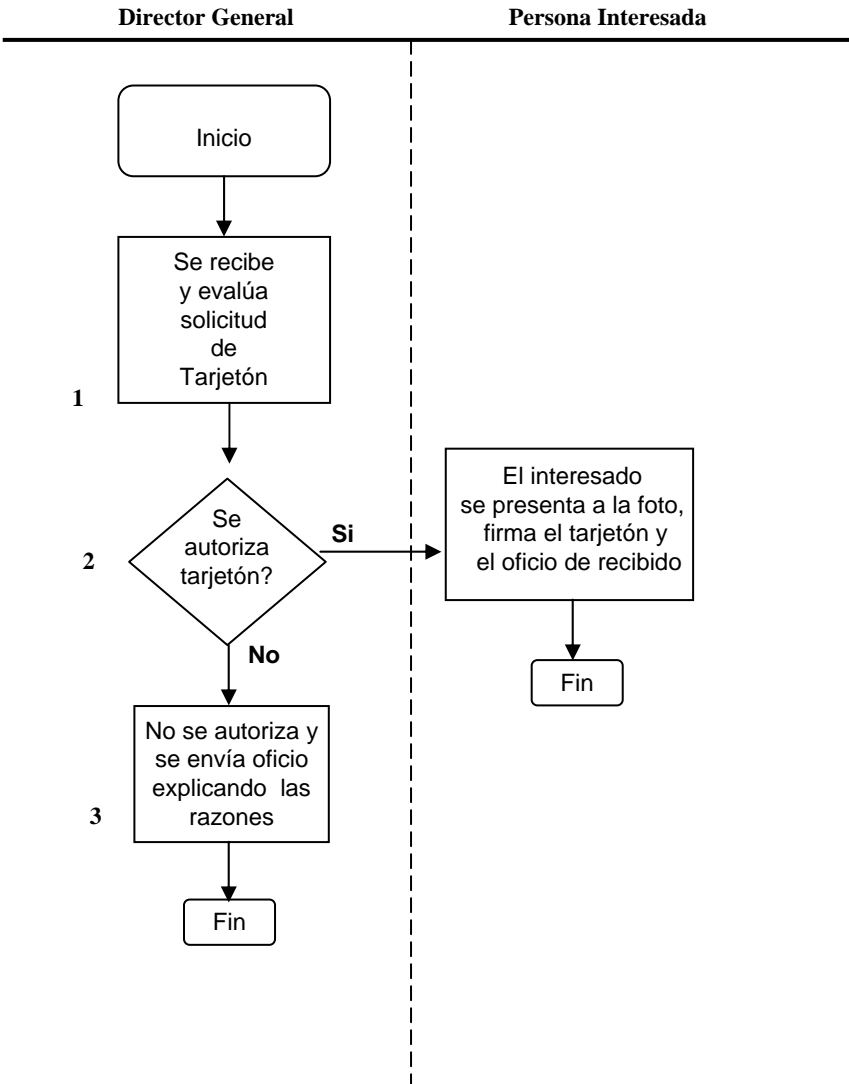 Director General
Persona Interesada
Inicio
Se recibe
y evalúa
solicitud
de
Tarjetón
1
Se
autoriza
tarjetón?
2
Si
El interesado
se presenta a la foto,
firma el tarjetón y
el oficio de recibido
Fin
No
No se autoriza y
se envía oficio
explicando las
razones
3
Fin